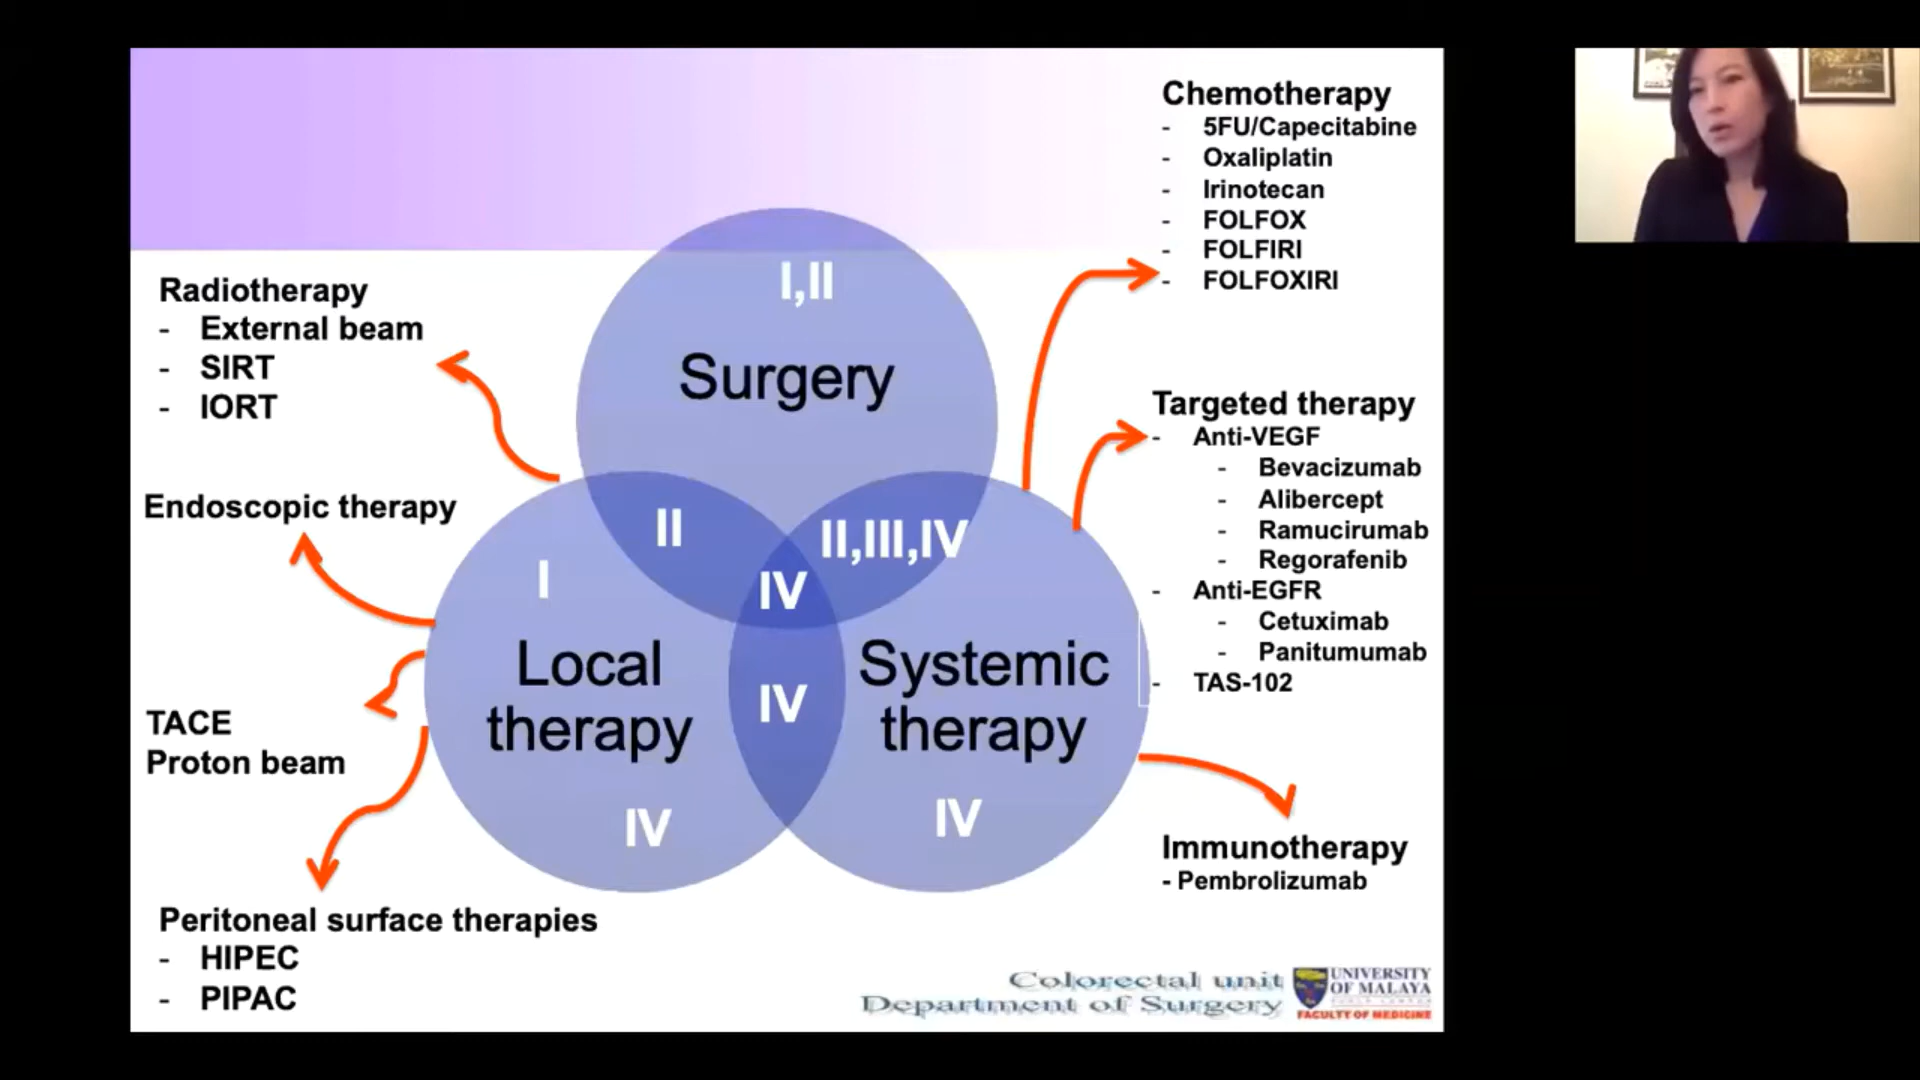 Chemotherapy
- 5FU/Capecitabine
- Oxaliplatin
- Irinotecan
- FOLFOX
- FOLFIRI
- FOLFOXIRI
Radiotherapy
- External beam
- SIRT
- IORT
I,II
Surgery
Targeted therapy
- Anti-VEGF
- Bevacizumab
- Alibercept
- Ramucirumab
- Regorafenib
- Anti-EGFR
- Cetuximab
- Panitumumab
- TAS-102
Endoscopic therapy
II
II,III,IV
I
IV
Local
therapy
IV
Systemic
therapy
IV
IV
TACE
Proton beam
Immunotherapy
- Pembrolizumab
Peritoneal surface therapies
- HIPEC
- PIPAC
Colorectal unit
Department of Surgery
UNIVERSITY
OF MALAYA
FACULTY OF MEDICINE